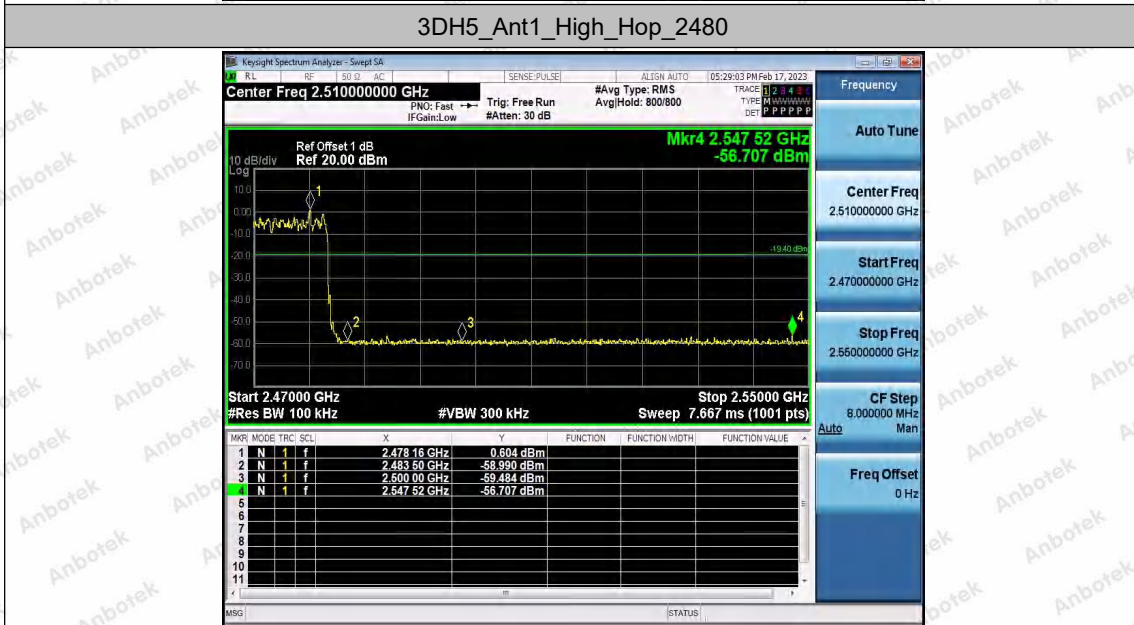 3DH5_Ant1_High_Hop_2480
Keysight Spectrum Analyzer - Swept SA
RL RF 50 Ω AC SENSE:PULSE ALIGN AUTO 05:29:03 PM Feb 17, 2023
Center Freq 2.510000000 GHz
PNO: Fast
IFGain:Low
Trig: Free Run
#Atten: 30 dB
#Avg Type: RMS
Avg|Hold: 800/800
TRACE 1 2 3 4 5 6
TYPE M WWWWW
DET P P P P P P
Mkr4 2.547 52 GHz
-56.707 dBm
Ref Offset 1 dB
10 dB/div Ref 20.00 dBm
Log
10.0
0.00
-10.0
-20.0
-30.0
-40.0
-50.0
-60.0
-70.0
1
2
3
4
-19.40 dBm
Start 2.47000 GHz Stop 2.55000 GHz
#Res BW 100 kHz #VBW 300 kHz Sweep 7.667 ms (1001 pts)
MKR MODE TRC SCL X Y FUNCTION FUNCTION WIDTH FUNCTION VALUE
1 N 1 f 2.478 16 GHz 0.604 dBm
2 N 1 f 2.483 50 GHz -58.990 dBm
3 N 1 f 2.500 00 GHz -59.484 dBm
4 N 1 f 2.547 52 GHz -56.707 dBm
5
6
7
8
9
10
11
MSG STATUS
Frequency
Auto Tune
Center Freq
2.510000000 GHz
Start Freq
2.470000000 GHz
Stop Freq
2.550000000 GHz
CF Step
8.000000 MHz
Auto Man
Freq Offset
0 Hz